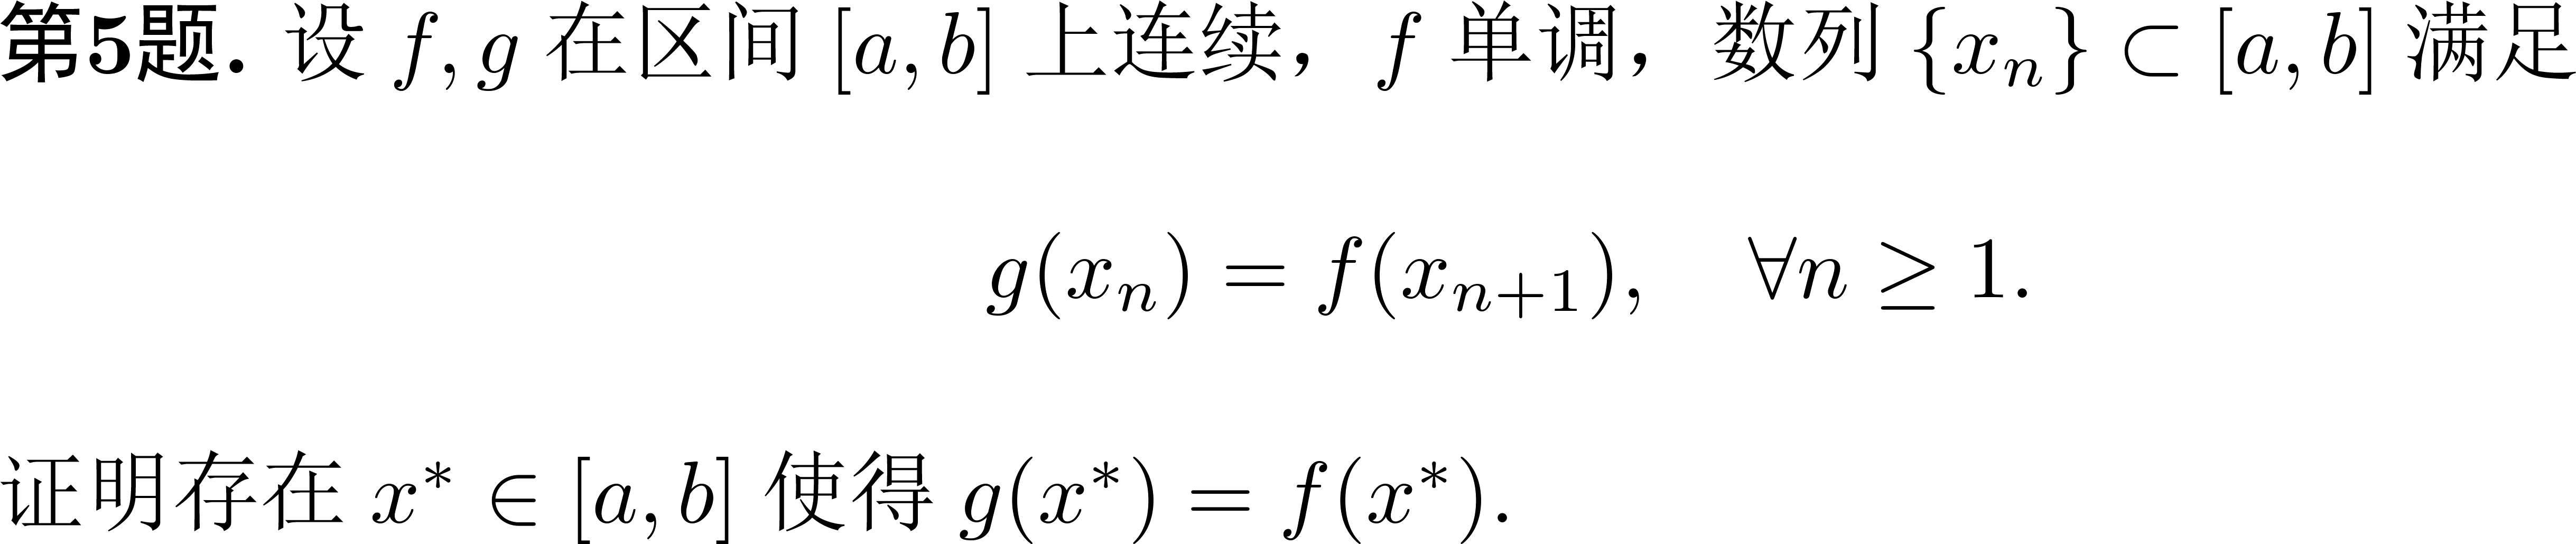 第5题. 设 f, g 在区间 [a, b] 上连续，f 单调，数列 {x_n} ⊂ [a, b] 满足
g(x_n) = f(x_{n+1}), ∀n ≥ 1.
证明存在 x* ∈ [a, b] 使得 g(x*) = f(x*).